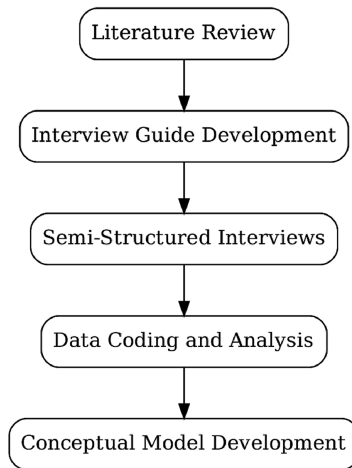 Literature Review
Interview Guide Development
Semi-Structured Interviews
Data Coding and Analysis
Conceptual Model Development